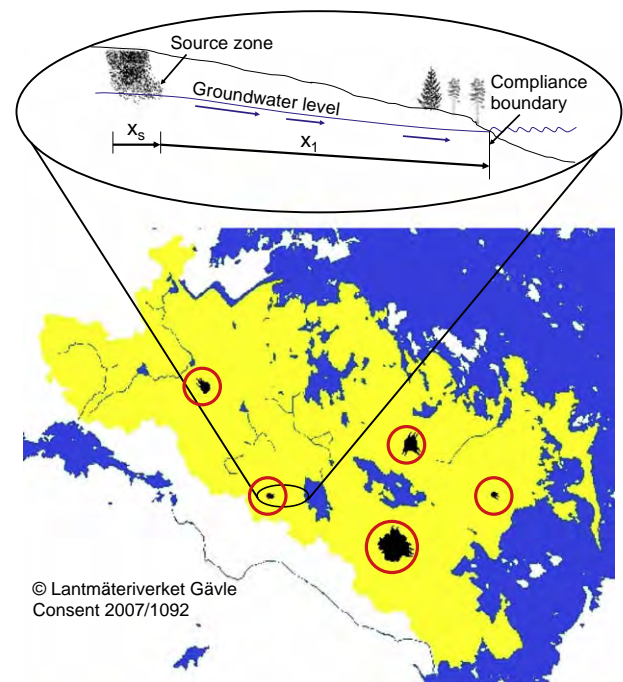 Source zone
Groundwater level
Compliance
boundary
xs
x1
© Lantmäteriverket Gävle
Consent 2007/1092